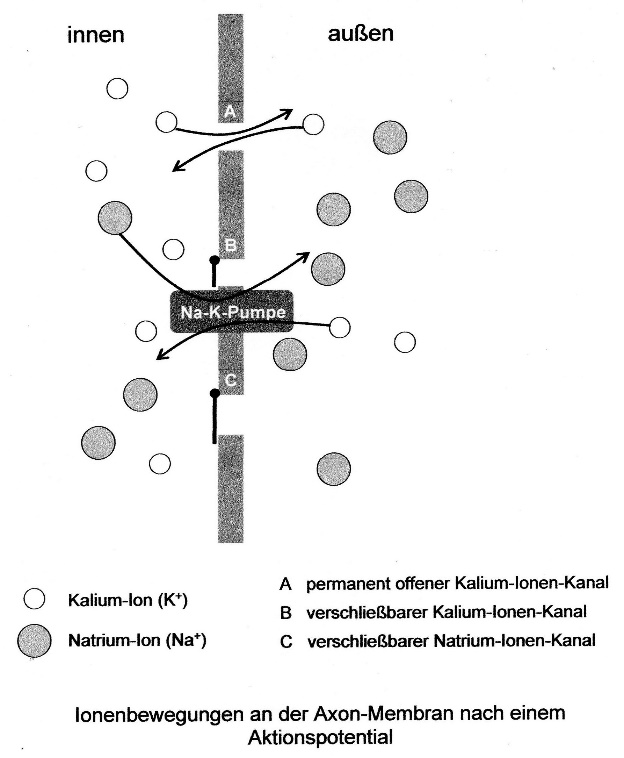 innen
außen
A
B
Na-K-Pumpe
C
Kalium-Ion (K⁺)
Natrium-Ion (Na⁺)
A permanent offener Kalium-Ionen-Kanal
B verschließbarer Kalium-Ionen-Kanal
C verschließbarer Natrium-Ionen-Kanal
Ionenbewegungen an der Axon-Membran nach einem
Aktionspotential